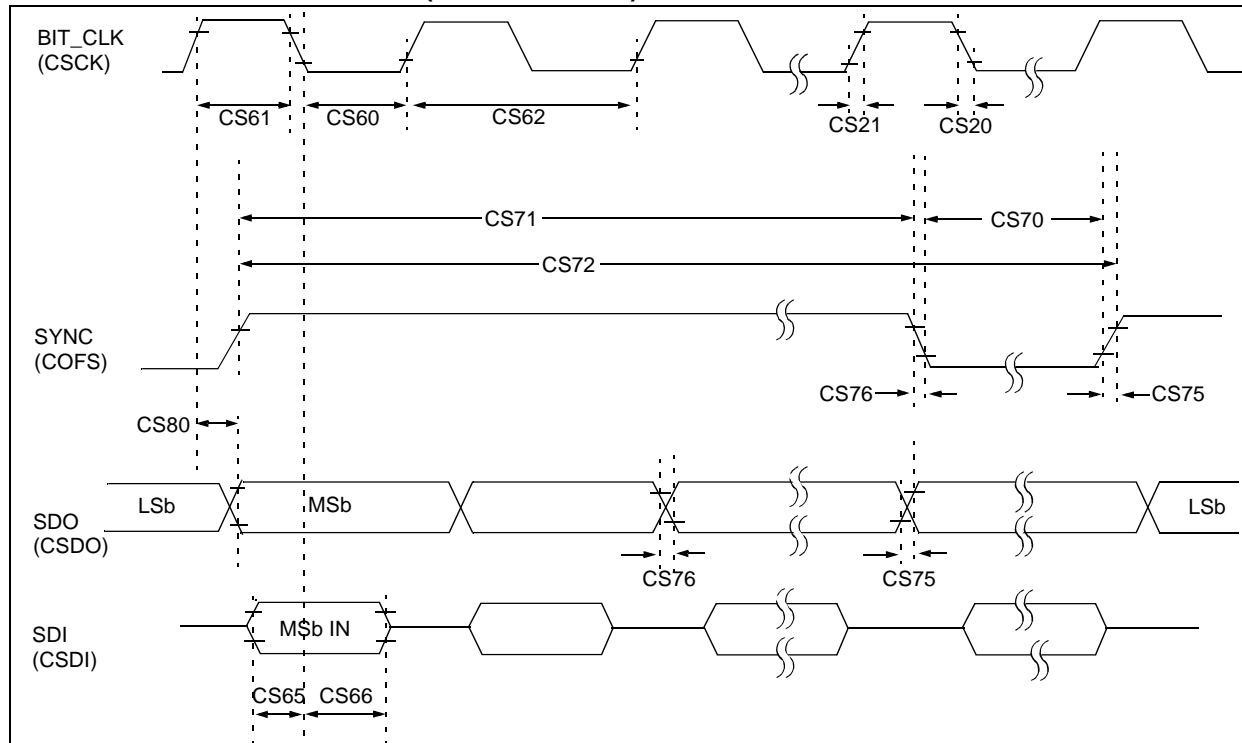 BIT_CLK
(CSCK)
CS61
CS60
CS62
CS21
CS20
CS71
CS70
CS72
SYNC
(COFS)
CS76
CS75
CS80
LSb
MSb
LSb
SDO
(CSDO)
CS76
CS75
SDI
(CSDI)
MSb IN
CS65
CS66